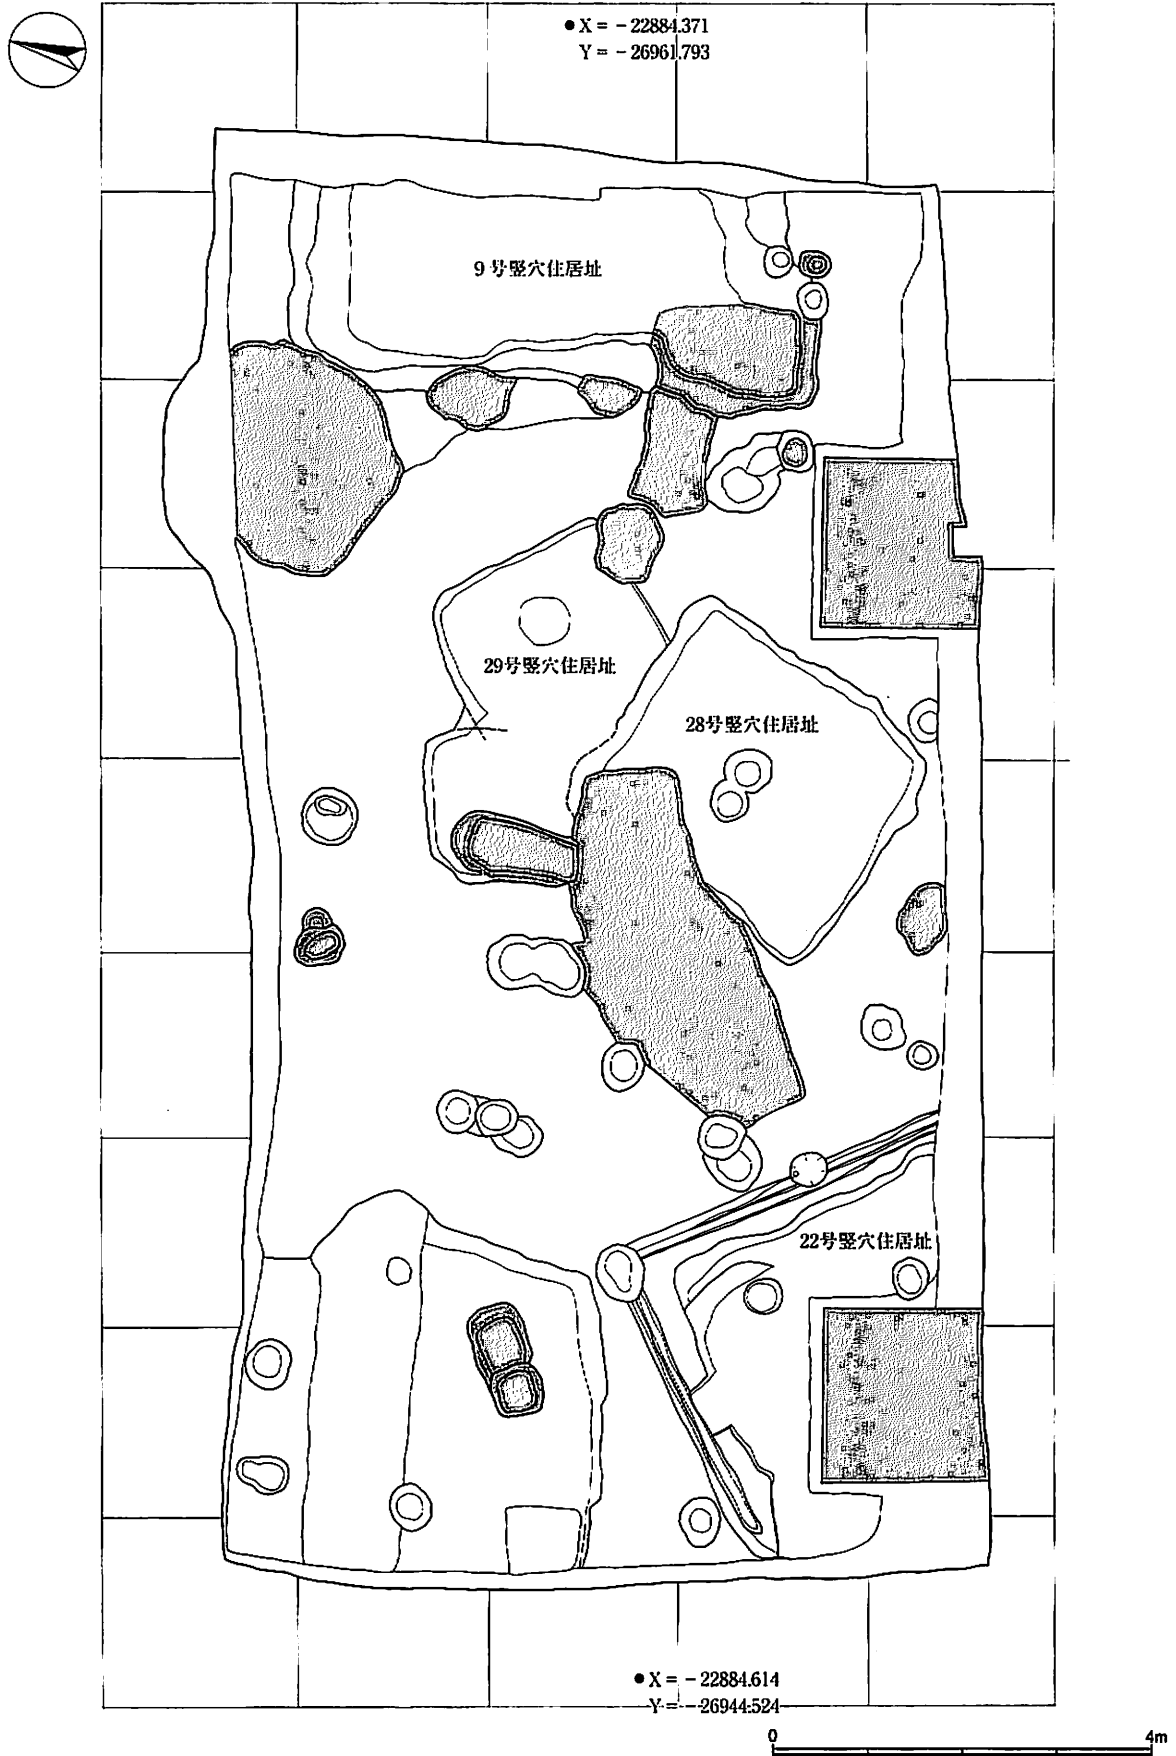 X = − 22884.371
Y = − 26961.793
9号竪穴住居址
29号竪穴住居址
28号竪穴住居址
22号竪穴住居址
X = − 22884.614
Y = − 26944.524
0 4m